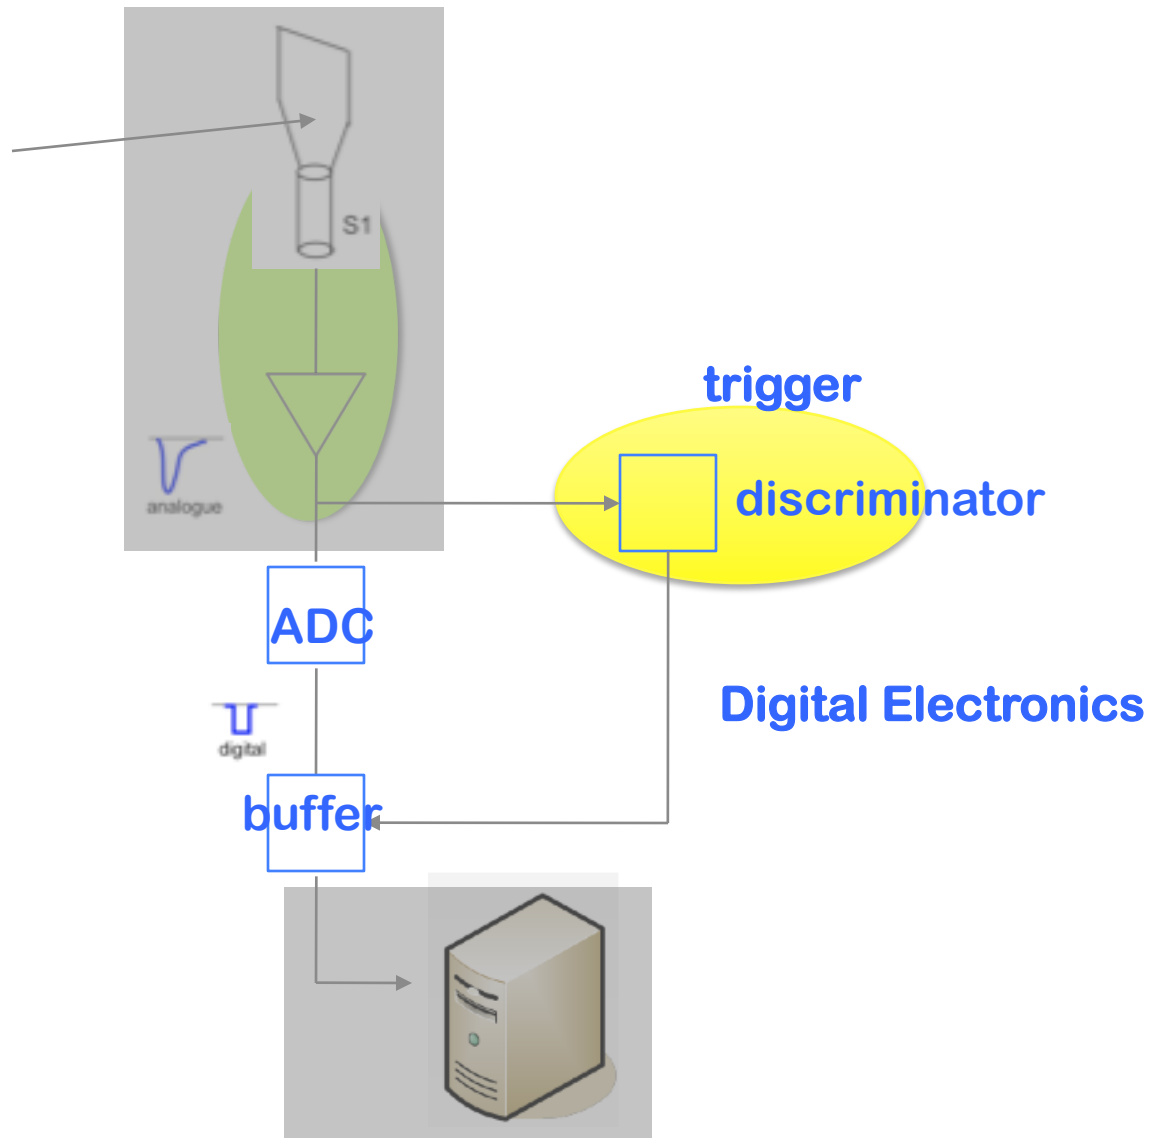 S1
trigger
analogue
discriminator
ADC
Digital Electronics
digital
buffer